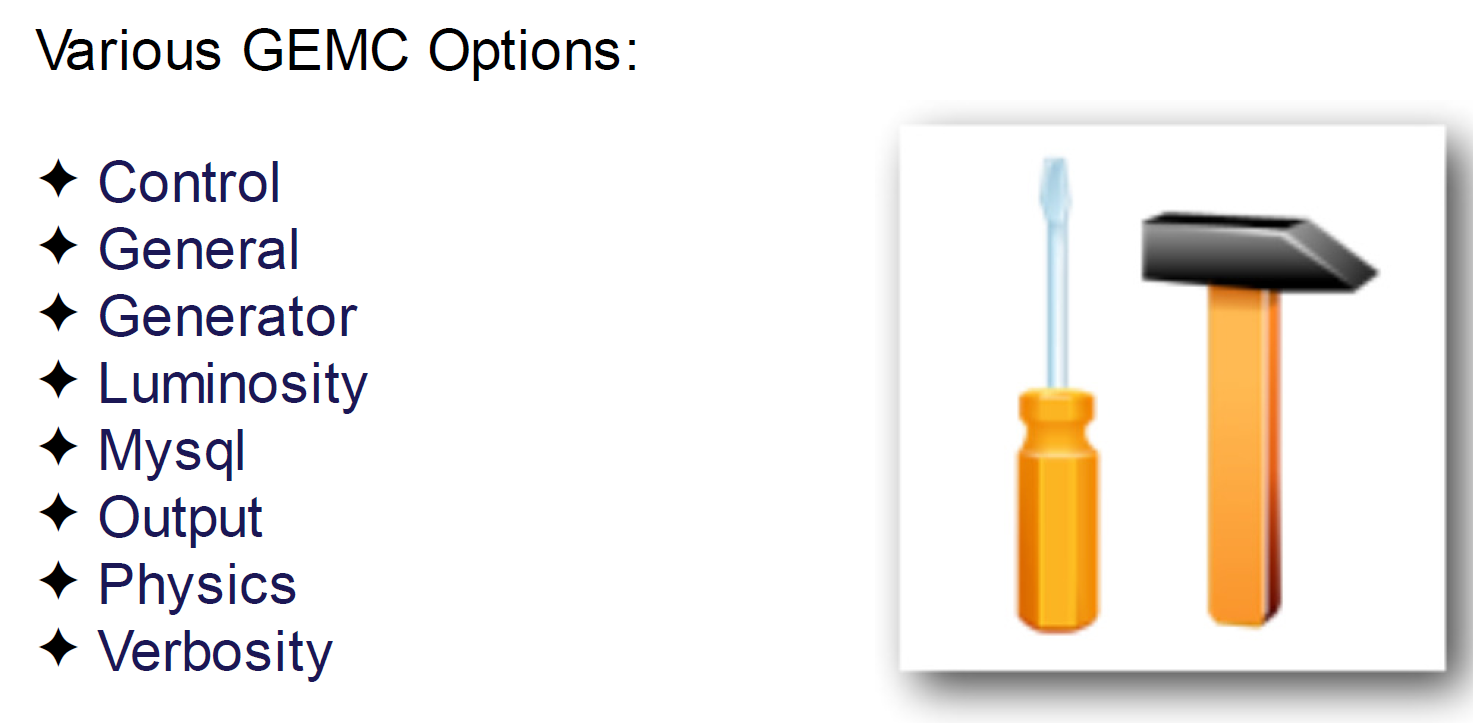 Various GEMC Options:
✦ Control
✦ General
✦ Generator
✦ Luminosity
✦ Mysql
✦ Output
✦ Physics
✦ Verbosity